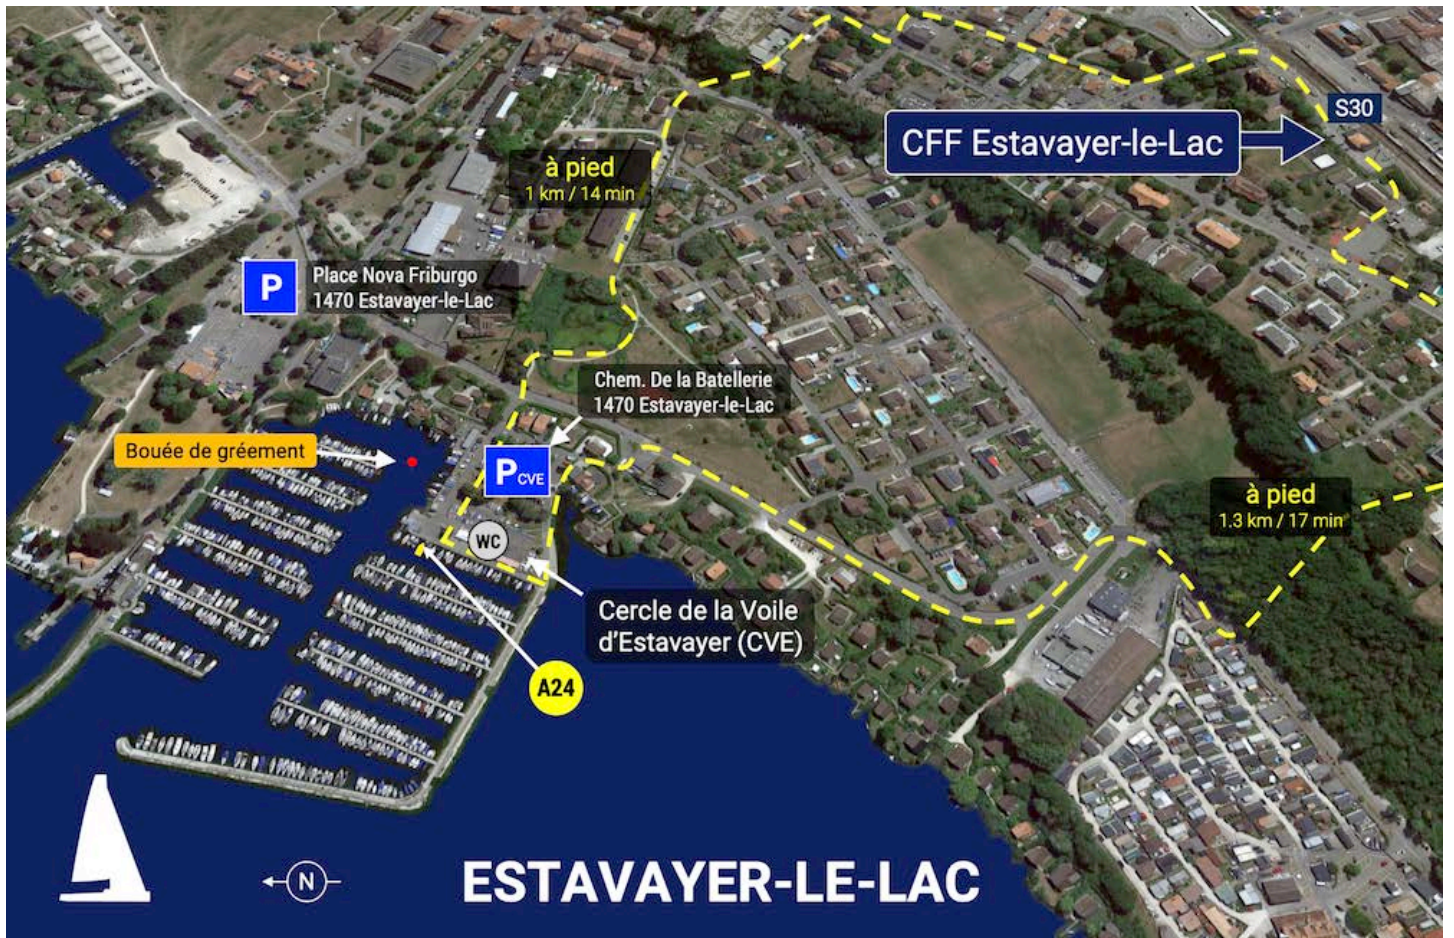 S30
CFF Estavayer-le-Lac
à pied
1 km / 14 min
P
Place Nova Friburgo
1470 Estavayer-le-Lac
Chem. De la Batellerie
1470 Estavayer-le-Lac
Bouée de gréement
P CVE
à pied
1.3 km / 17 min
WC
Cercle de la Voile
d'Estavayer (CVE)
A24
N
ESTAVAYER-LE-LAC